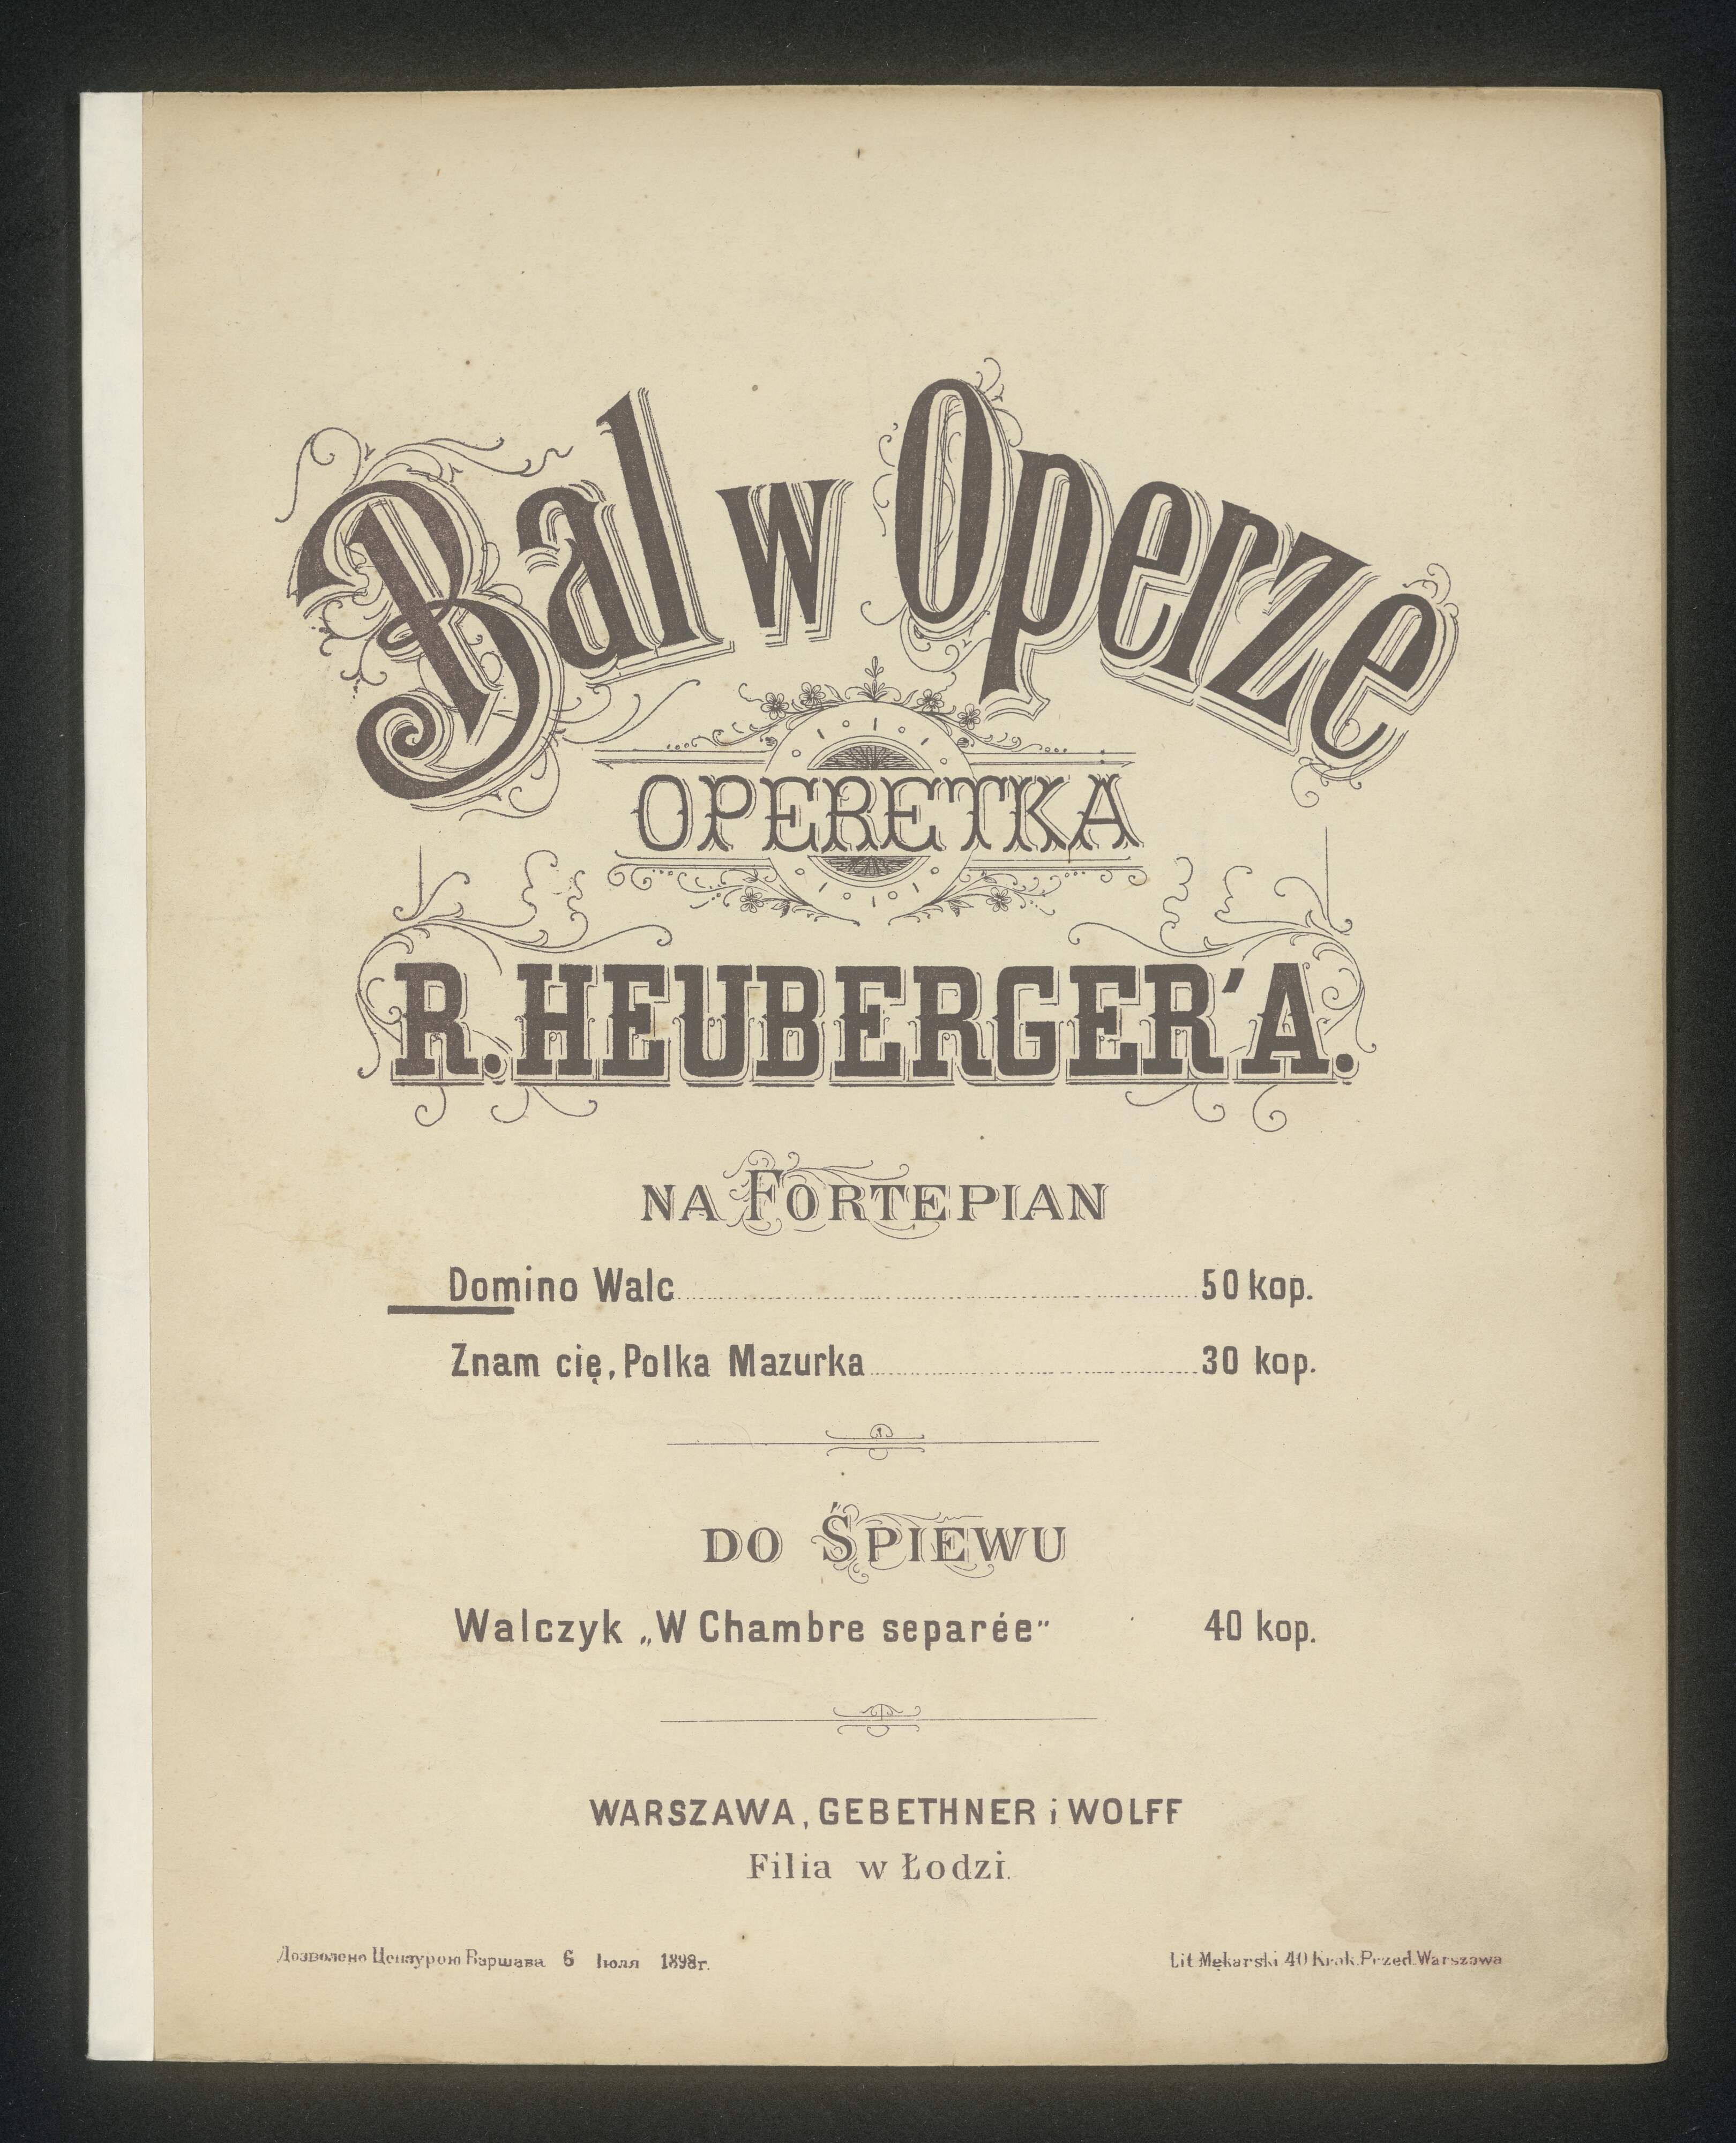 Bal w Operze
OPERETKA
R. HEUBERGER'A.
NA FORTEPIAN
Domino Walc 50 kop.
Znam cię, Polka Mazurka 30 kop.
DO ŚPIEWU
Walczyk „W Chambre separée" 40 kop.
WARSZAWA, GEBETHNER i WOLFF
Filia w Łodzi.
Дозволено Цензурою Варшава 6 Іюля 1898 г.
Lit Mękarski 40 Krak. Przed. Warszawa